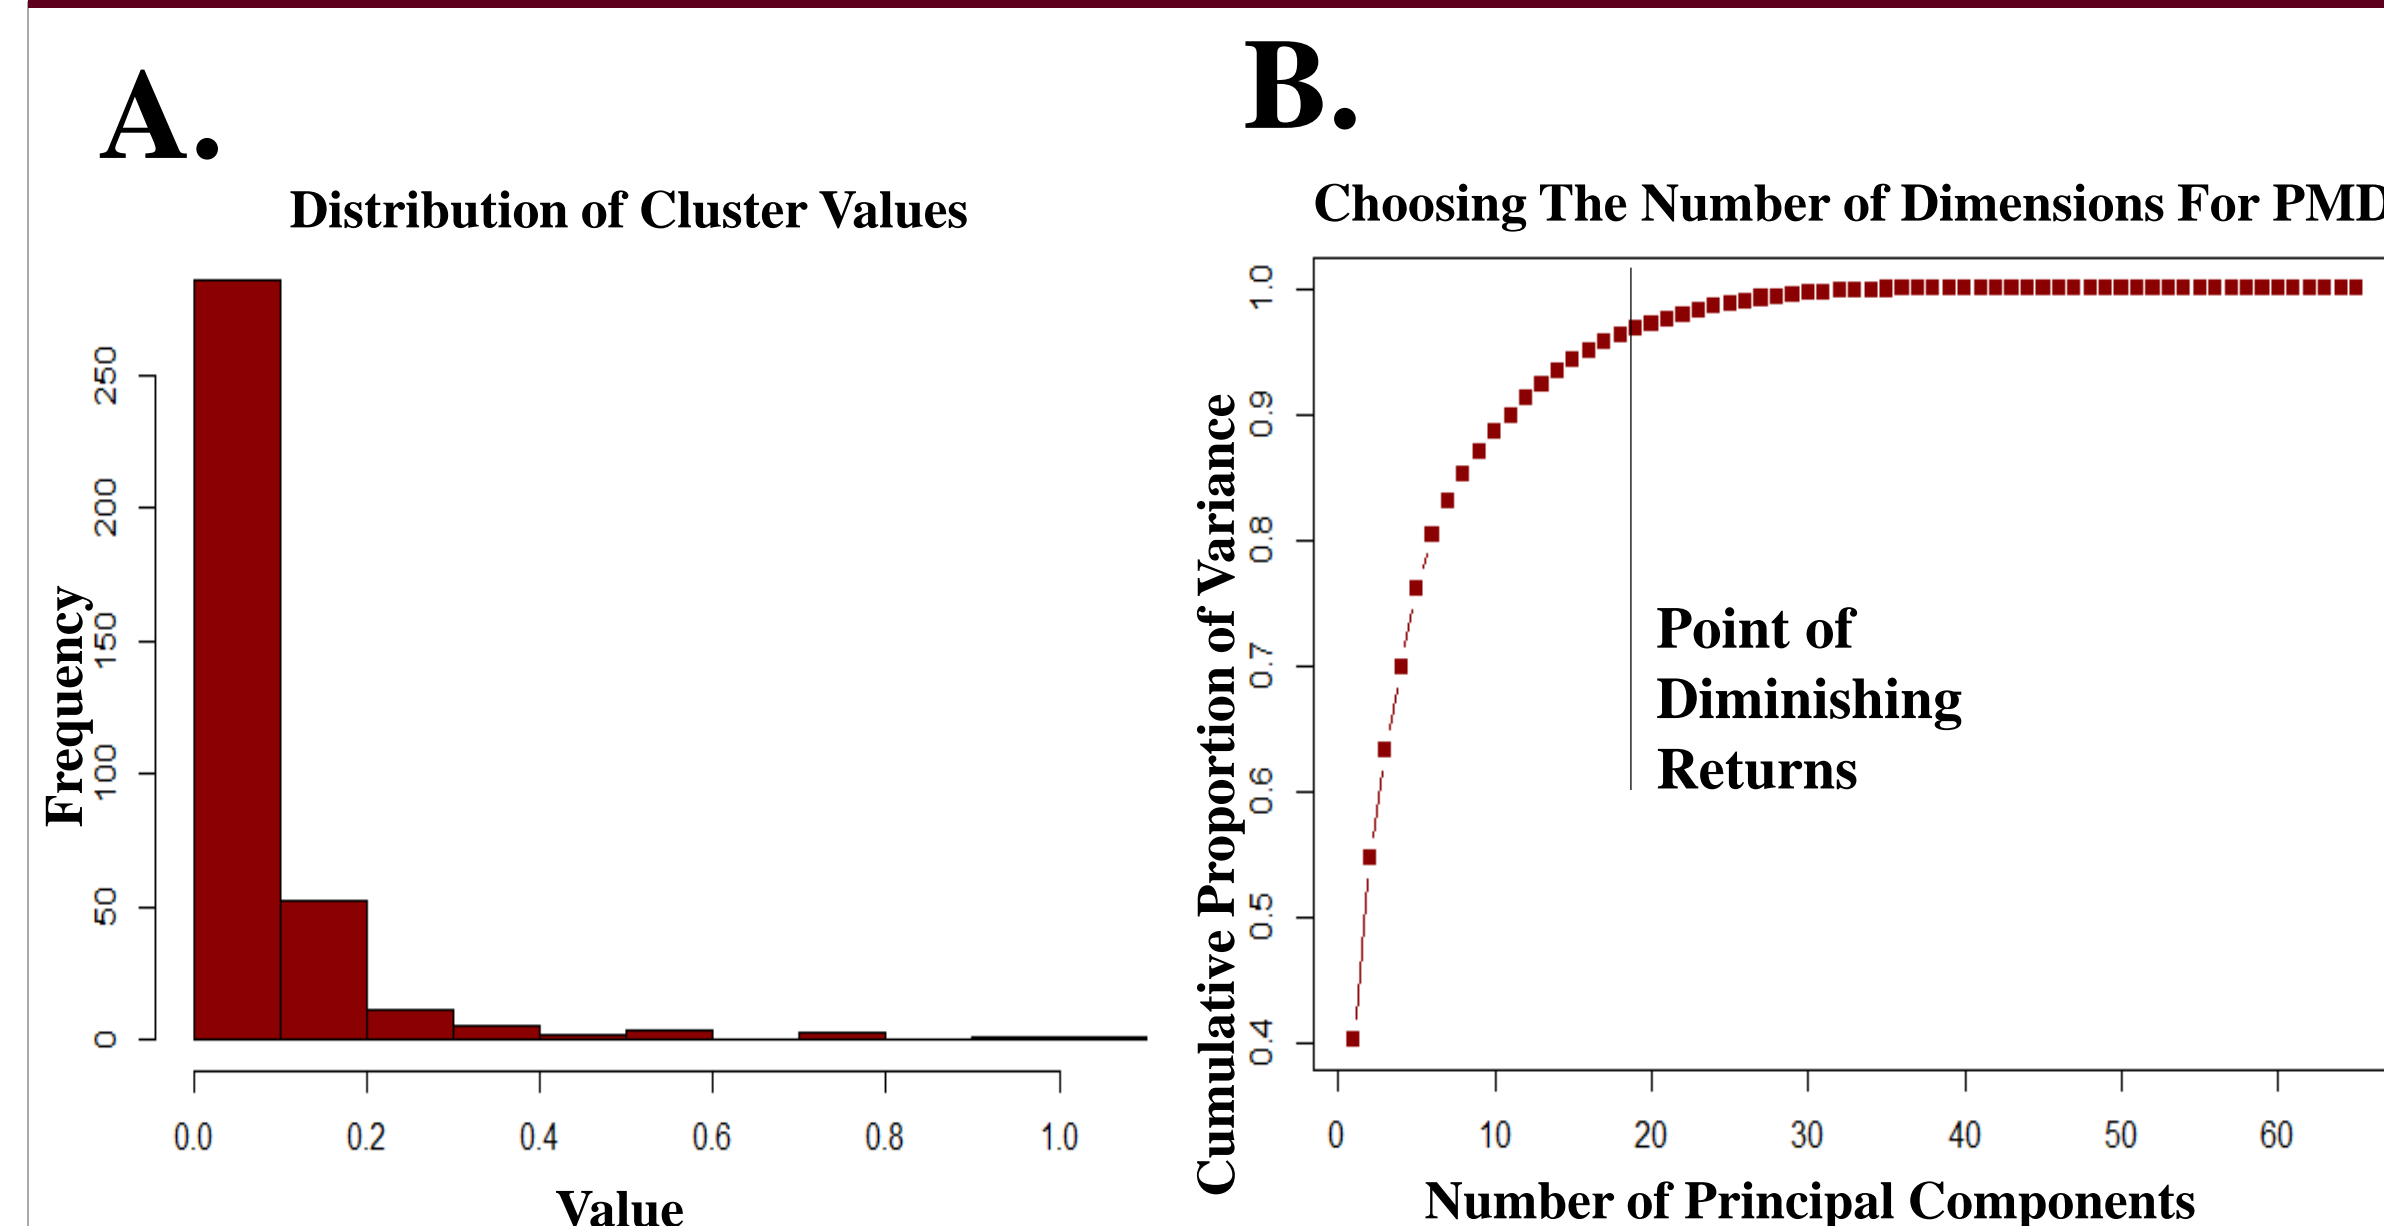 A.
Distribution of Cluster Values
Frequency
250
200
150
100
50
0
0.0 0.2 0.4 0.6 0.8 1.0
Value
B.
Choosing The Number of Dimensions For PMD
Cumulative Proportion of Variance
1.0
0.9
0.8
0.7
0.6
0.5
0.4
Point of
Diminishing
Returns
0 10 20 30 40 50 60
Number of Principal Components